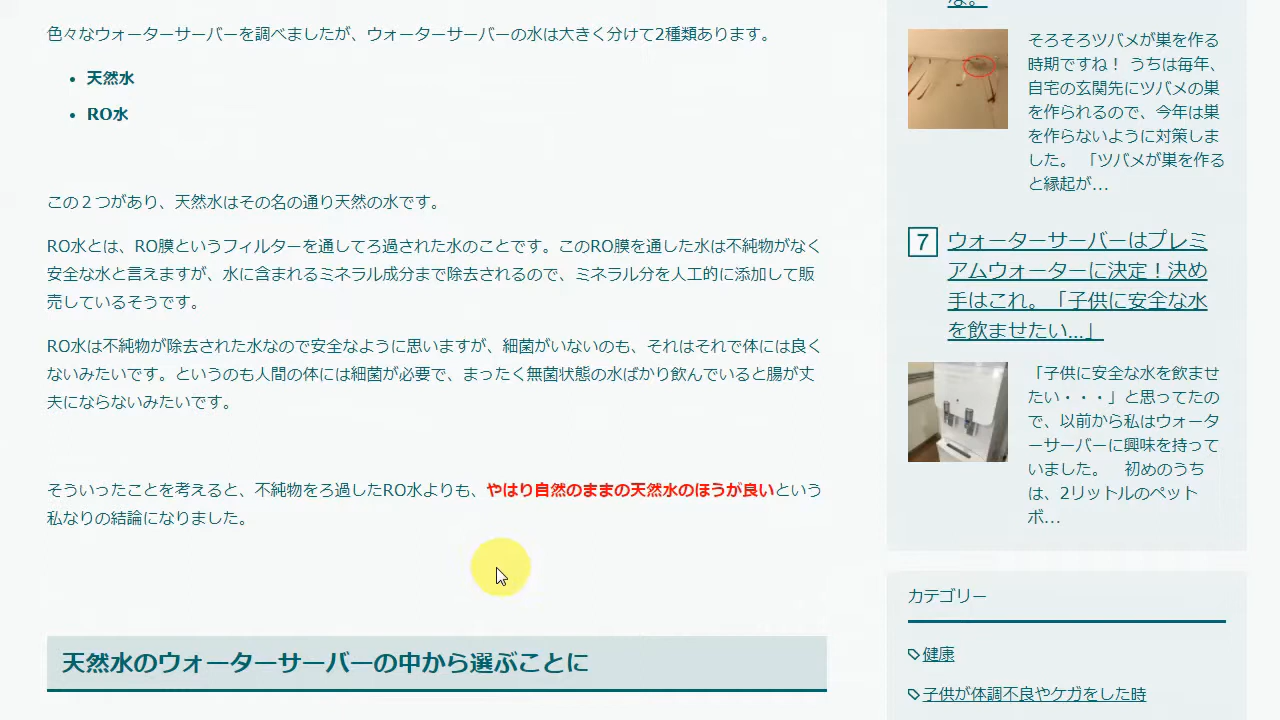 色々なウォーターサーバーを調べましたが、ウォーターサーバーの水は大きく分けて2種類あります。
天然水
RO水
この２つがあり、天然水はその名の通り天然の水です。
RO水とは、RO膜というフィルターを通してろ過された水のことです。このRO膜を通した水は不純物がなく
安全な水と言えますが、水に含まれるミネラル成分まで除去されるので、ミネラル分を人工的に添加して販
売しているそうです。
RO水は不純物が除去された水なので安全なように思いますが、細菌がいないのも、それはそれで体には良く
ないみたいです。というのも人間の体には細菌が必要で、まったく無菌状態の水ばかり飲んでいると腸が丈
夫にならないみたいです。
そういったことを考えると、不純物をろ過したRO水よりも、やはり自然のままの天然水のほうが良いという
私なりの結論になりました。
天然水のウォーターサーバーの中から選ぶことに
そろそろツバメが巣を作る
時期ですね！ うちは毎年、
自宅の玄関先にツバメの巣
を作られるので、今年は巣
を作らないように対策しま
した。 「ツバメが巣を作る
と縁起が...
7
ウォーターサーバーはプレミ
アムウォーターに決定！決め
手はこれ。「子供に安全な水
を飲ませたい...」
「子供に安全な水を飲ませ
たい・・・」と思ってたの
で、以前から私はウォータ
ーサーバーに興味を持って
いました。　初めのうち
は、2リットルのペット
ボ...
カテゴリー
健康
子供が体調不良やケガをした時